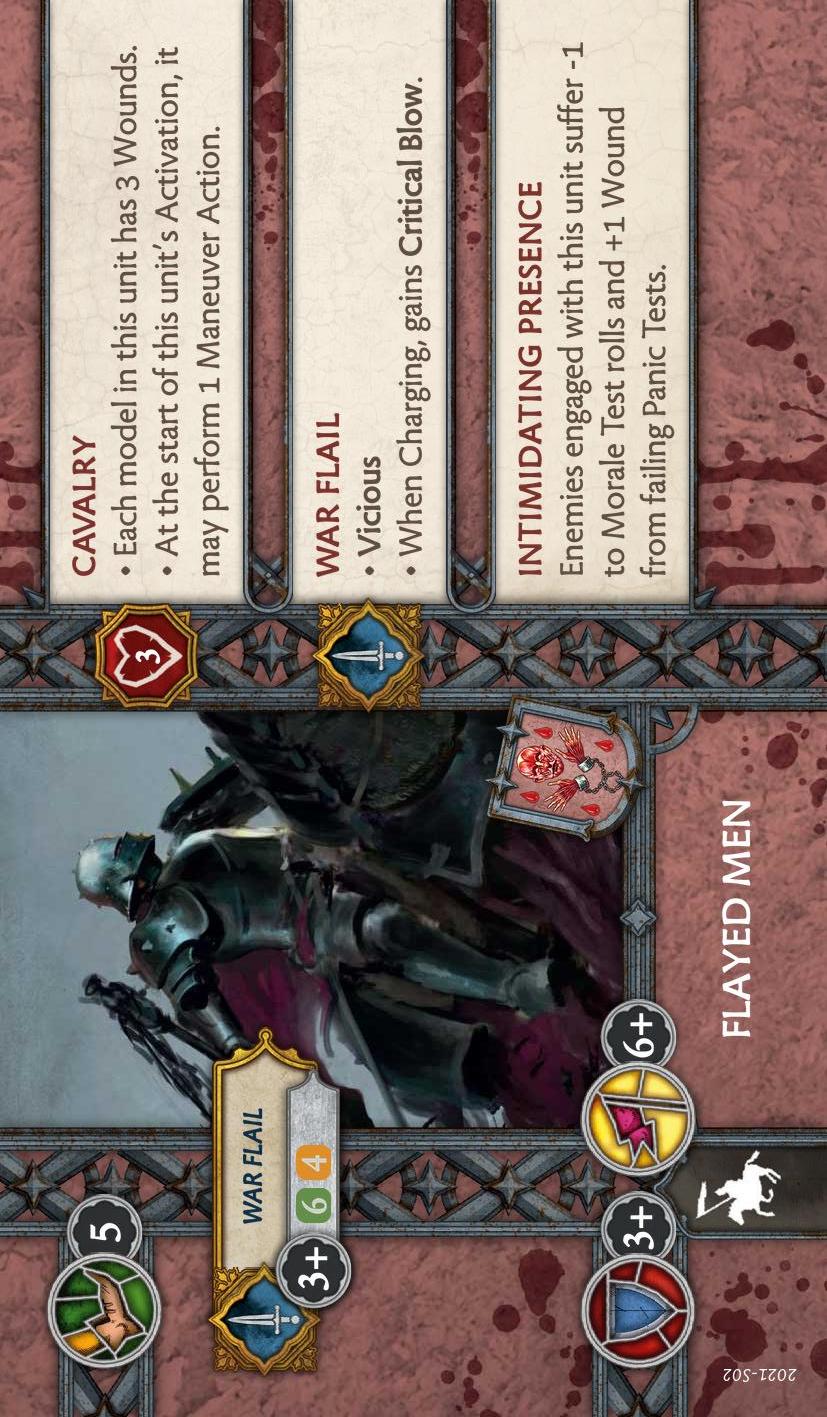 5
WAR FLAIL
3+
6 4
3+
6+
FLAYED MEN
2021-S02
3
CAVALRY
• Each model in this unit has 3 Wounds.
• At the start of this unit's Activation, it
may perform 1 Maneuver Action.
WAR FLAIL
• Vicious
• When Charging, gains Critical Blow.
INTIMIDATING PRESENCE
Enemies engaged with this unit suffer -1
to Morale Test rolls and +1 Wound
from failing Panic Tests.